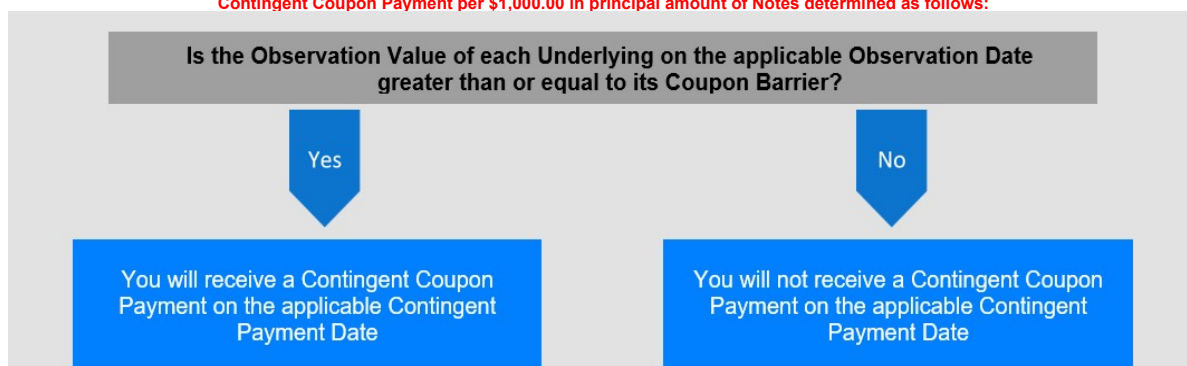 Contingent Coupon Payment per $1,000.00 in principal amount of Notes determined as follows:
Is the Observation Value of each Underlying on the applicable Observation Date
greater than or equal to its Coupon Barrier?
Yes
No
You will receive a Contingent Coupon
Payment on the applicable Contingent
Payment Date
You will not receive a Contingent Coupon
Payment on the applicable Contingent
Payment Date